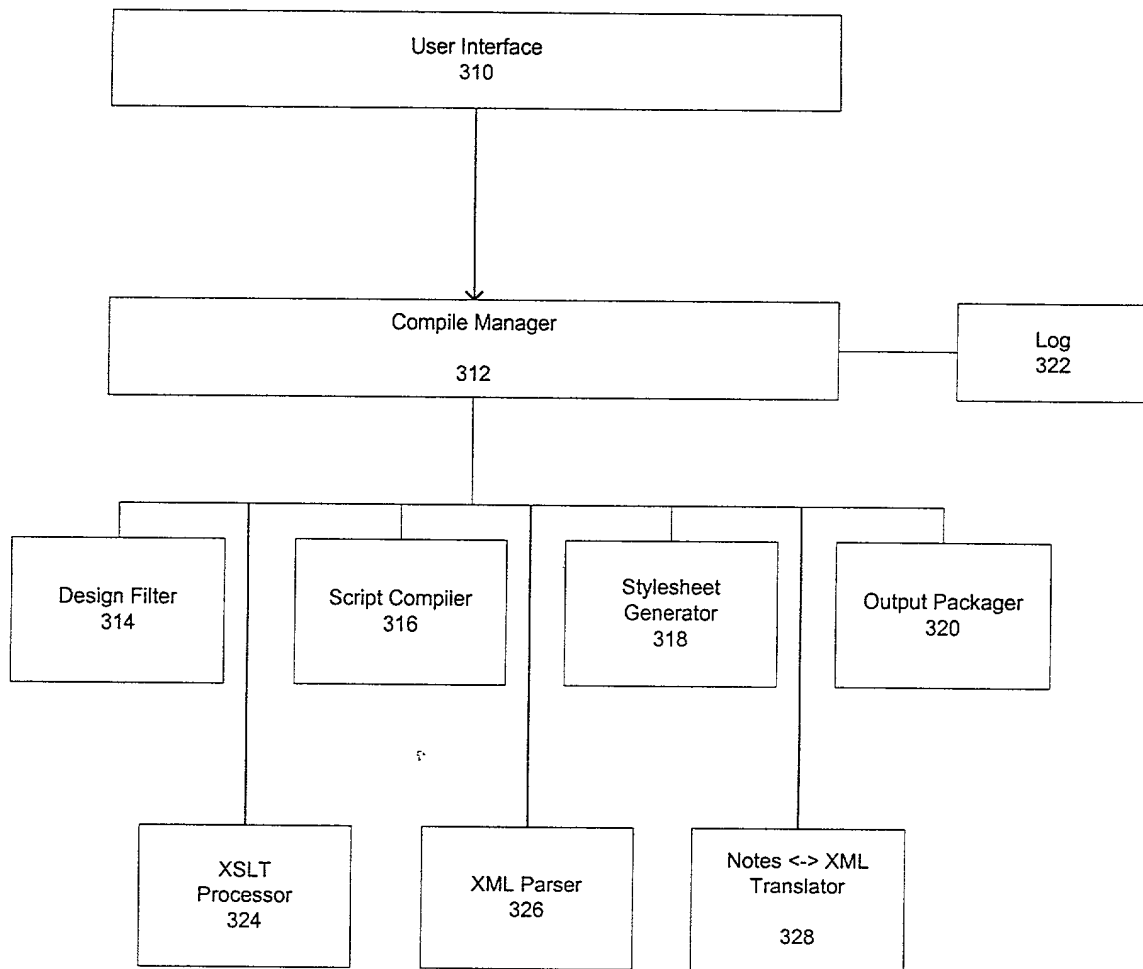 User Interface
310
Compile Manager
312
Log
322
Design Filter
314
Script Compiler
316
Stylesheet
Generator
318
Output Packager
320
XSLT
Processor
324
XML Parser
326
Notes <-> XML
Translator
328